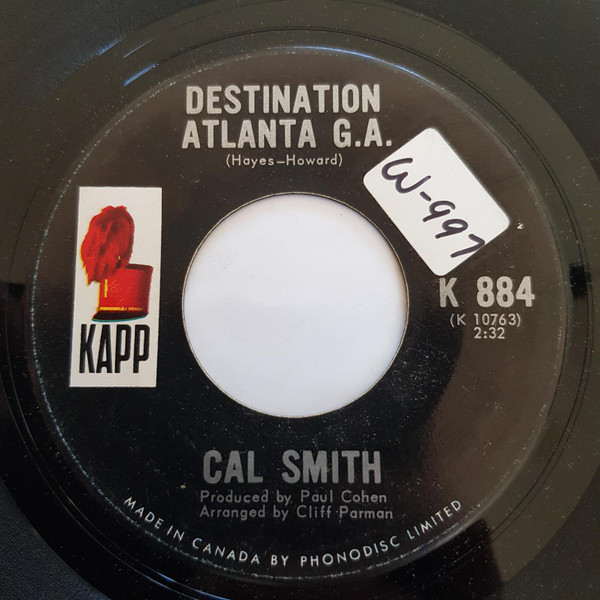 DESTINATION
ATLANTA G.A.
(Hayes-Howard)
W-997
KAPP
K 884
(K 10763)
2:32
CAL SMITH
Produced by Paul Cohen
Arranged by Cliff Parman
MADE IN CANADA BY PHONODISC LIMITED